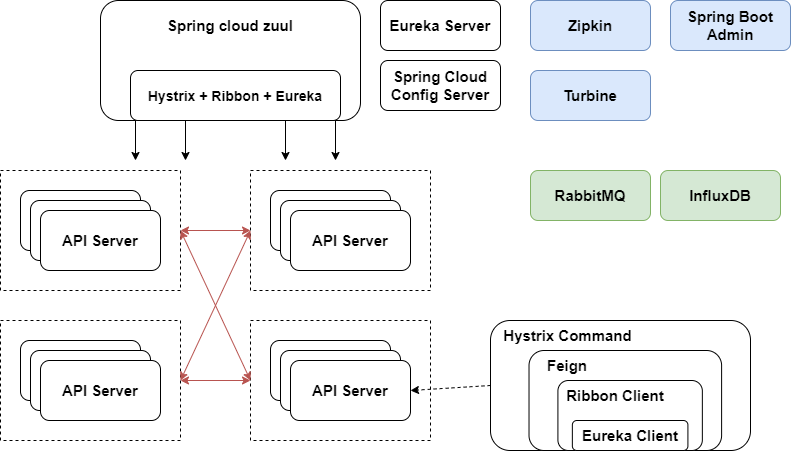 Spring cloud zuul
Hystrix + Ribbon + Eureka
Eureka Server
Spring Cloud
Config Server
Zipkin
Spring Boot
Admin
Turbine
RabbitMQ
InfluxDB
API Server
API Server
API Server
API Server
Hystrix Command
Feign
Ribbon Client
Eureka Client